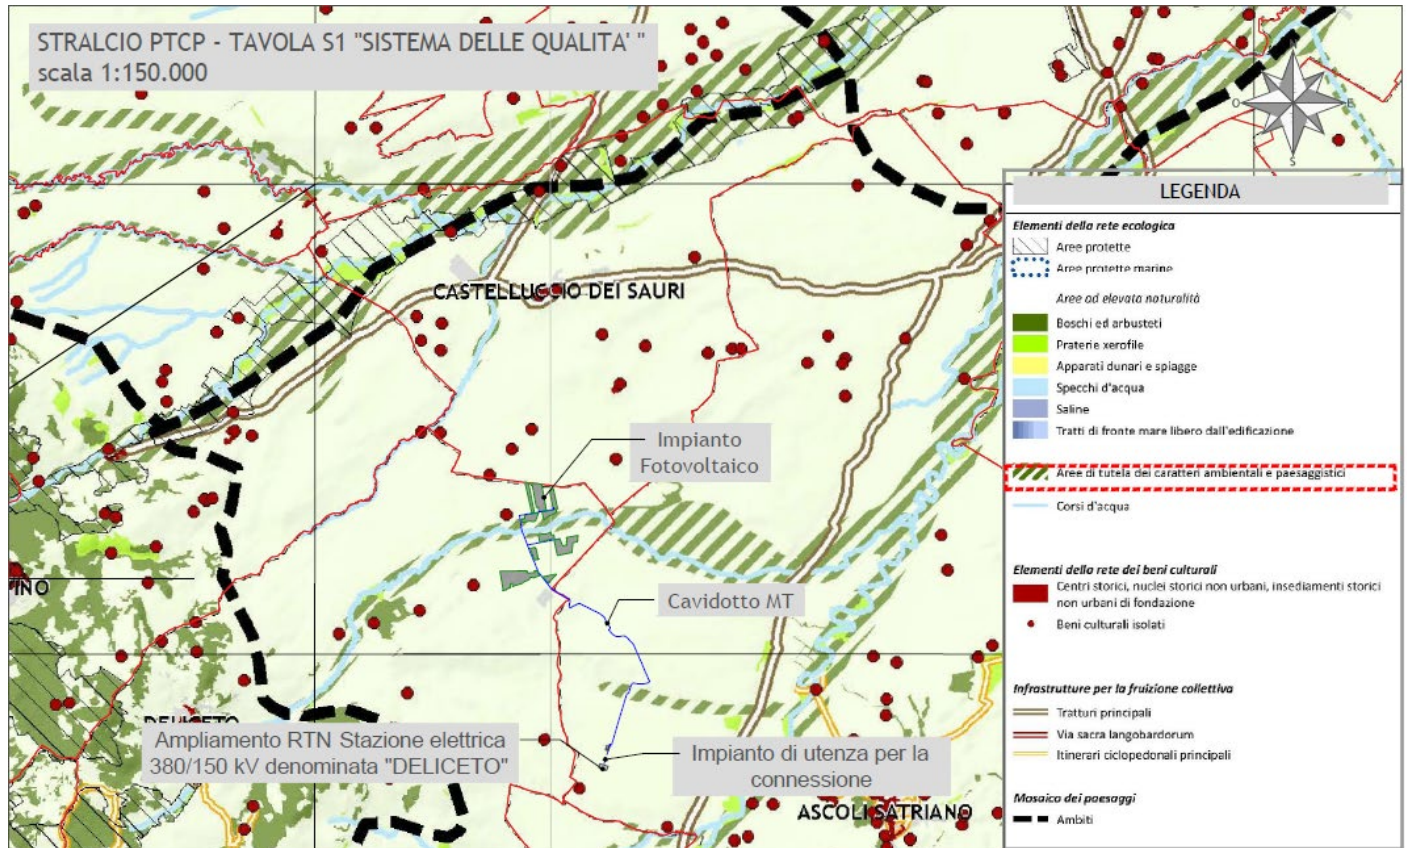 STRALCIO PTCP - TAVOLA S1 "SISTEMA DELLE QUALITA' "
scala 1:150.000
O
E
S
CASTELLUCCIO DEI SAURI
Impianto
Fotovoltaico
INO
Cavidotto MT
DELICETO
Ampliamento RTN Stazione elettrica
380/150 kV denominata "DELICETO"
Impianto di utenza per la
connessione
ASCOLI SATRIANO
LEGENDA
Elementi della rete ecologica
Aree protette
Aree protette marine
Aree ad elevata naturalità
Boschi ed arbusteti
Praterie xerofile
Apparati dunari e spiagge
Specchi d'acqua
Saline
Tratti di fronte mare libero dall'edificazione
Aree di tutela dei caratteri ambientali e paesaggistici
Corsi d'acqua
Elementi della rete dei beni culturali
Centri storici, nuclei storici non urbani, insediamenti storici
non urbani di fondazione
Beni culturali isolati
Infrastrutture per la fruizione collettiva
Tratturi principali
Via sacra langobardorum
Itinerari ciclopedonali principali
Mosaico dei paesaggi
Ambiti